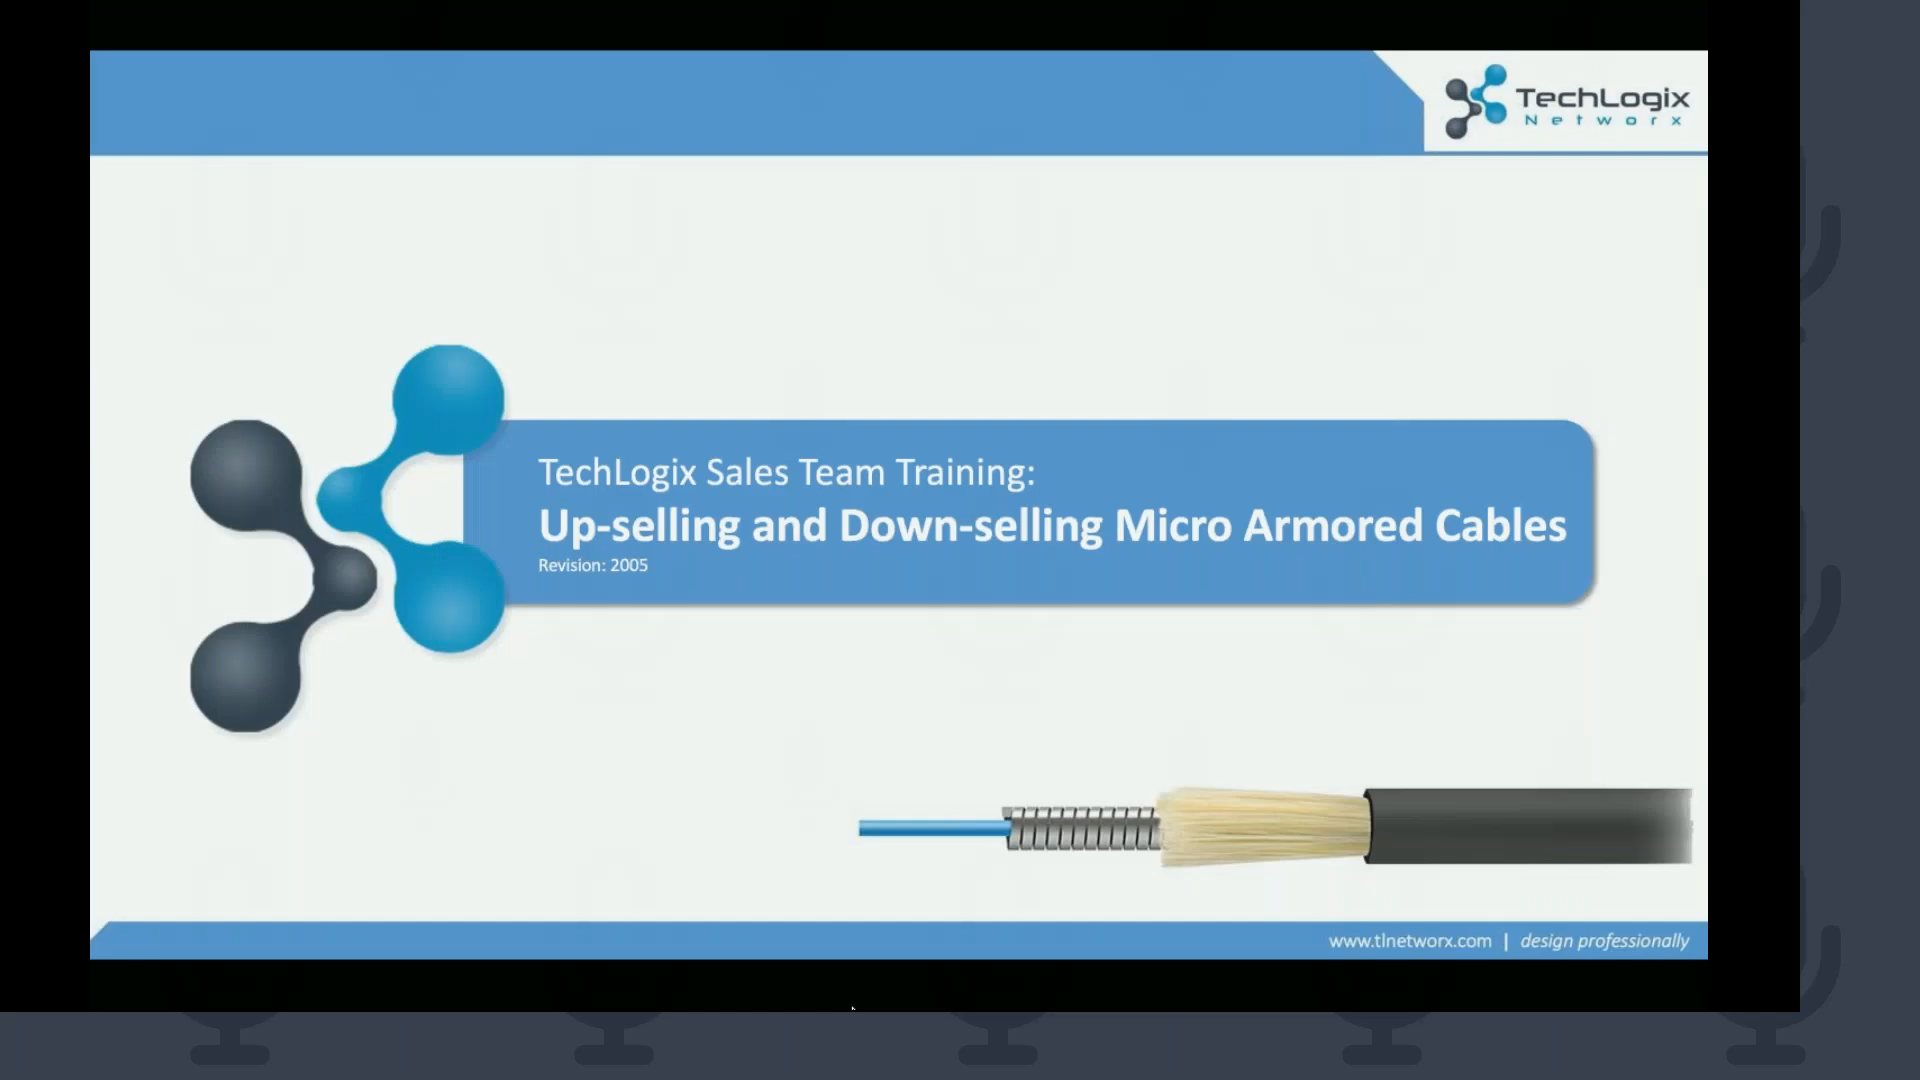 TechLogix
Networx
TechLogix Sales Team Training:
Up-selling and Down-selling Micro Armored Cables
Revision: 2005
www.tlnetworx.com | design professionally